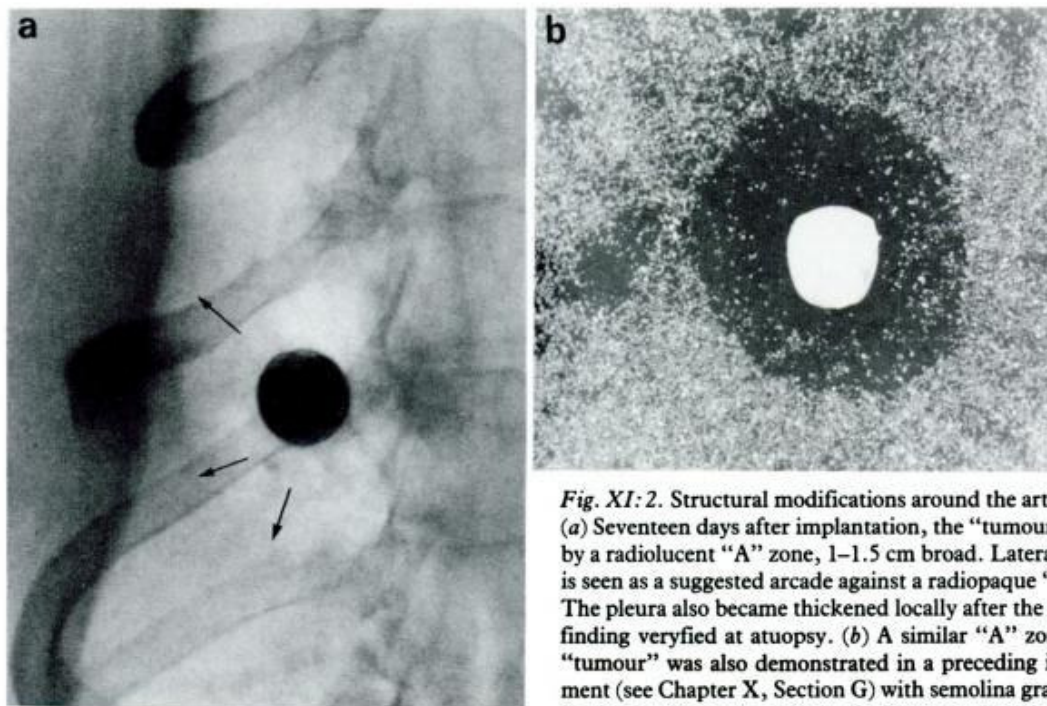 a
b
Fig. XI:2. Structural modifications around the art
(a) Seventeen days after implantation, the “tumour
by a radiolucent “A” zone, 1–1.5 cm broad. Latera
is seen as a suggested arcade against a radiopaque “
The pleura also became thickened locally after the
finding veryfied at atuopsy. (b) A similar “A” zo
“tumour” was also demonstrated in a preceding i
ment (see Chapter X, Section G) with semolina gra